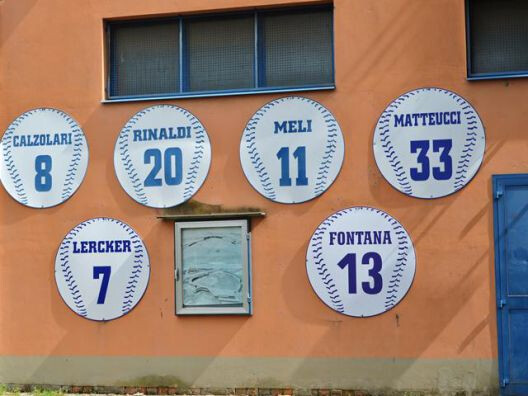 CALZOLARI
8
RINALDI
20
MELI
11
MATTEUCCI
33
LERCKER
7
FONTANA
13